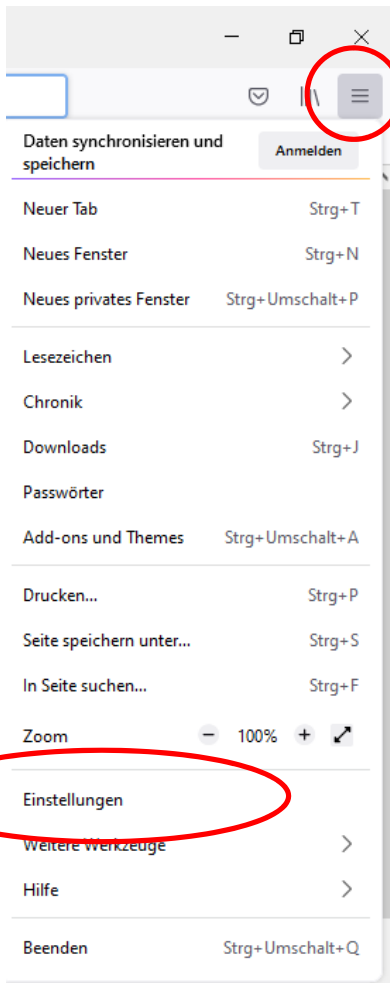 Daten synchronisieren und
speichern
Anmelden
Neuer Tab Strg+T
Neues Fenster Strg+N
Neues privates Fenster Strg+Umschalt+P
Lesezeichen
Chronik
Downloads Strg+J
Passwörter
Add-ons und Themes Strg+Umschalt+A
Drucken... Strg+P
Seite speichern unter... Strg+S
In Seite suchen... Strg+F
Zoom − 100% +
Einstellungen
Weitere Werkzeuge
Hilfe
Beenden Strg+Umschalt+Q